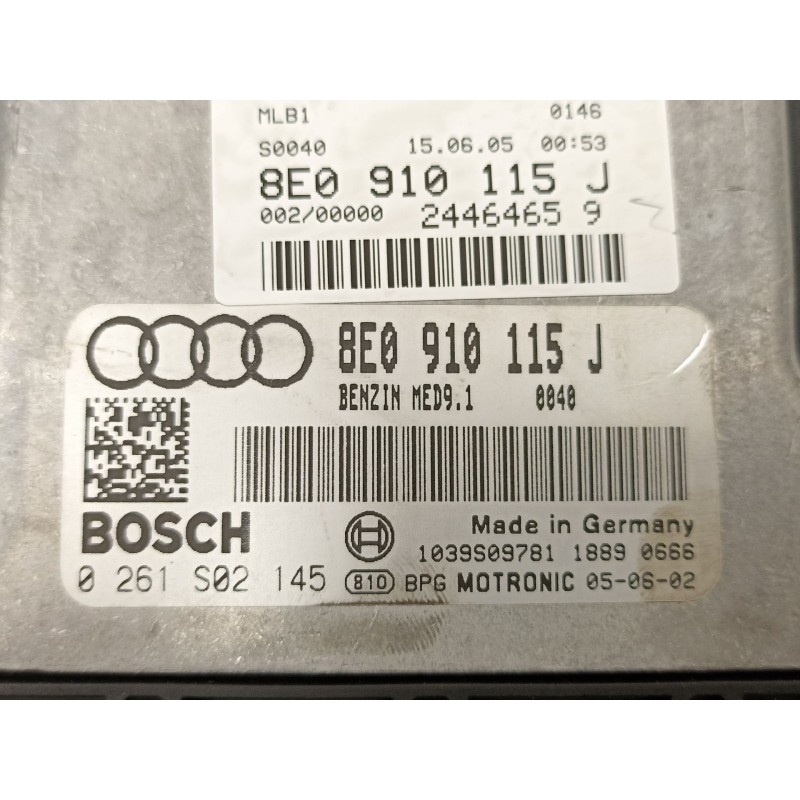 MLB1 0146
S0040 15.06.05 00:53
8E0 910 115 J
002/00000 2446465 9
8E0 910 115 J
BENZIN MED9.1 0040
BOSCH
Made in Germany
1039S09781 1889 0666
0 261 S02 145 810 BPG MOTRONIC 05-06-02